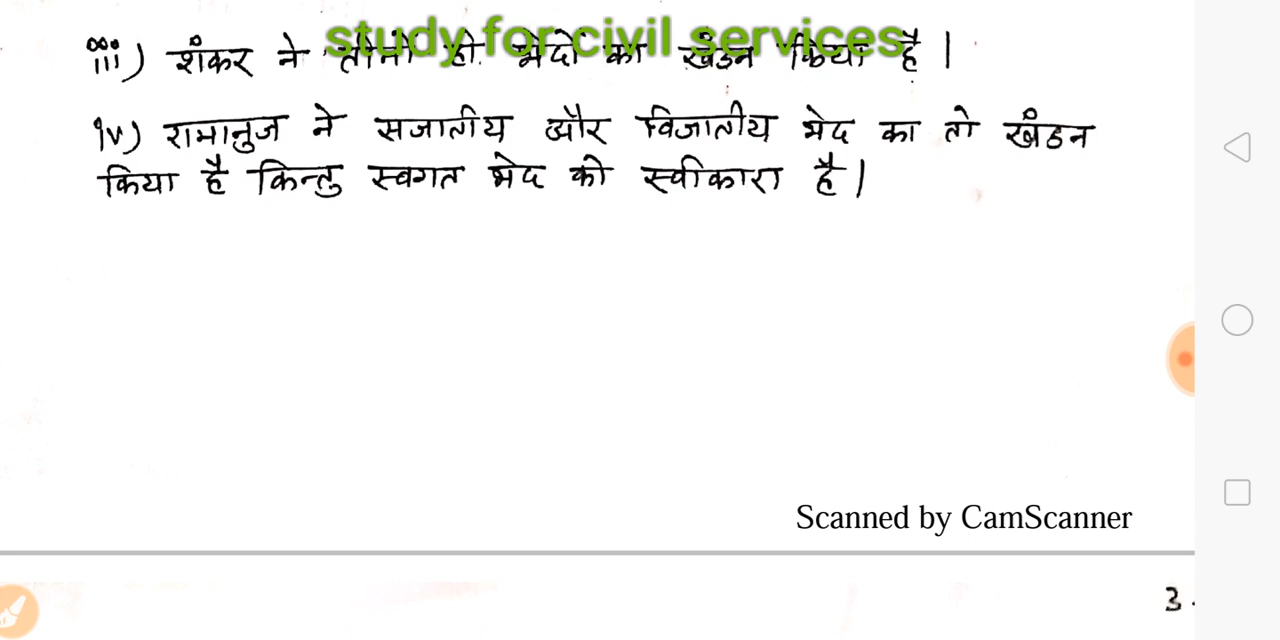 study for civil services
iii) शंकर ने तीनों ही भेदो का खंडन किया है |
iv) रामानुज ने सजातीय और विजातीय भेद का तो खंडन
किया है किन्तु स्वगत भेद को स्वीकारा है |
Scanned by CamScanner
3.